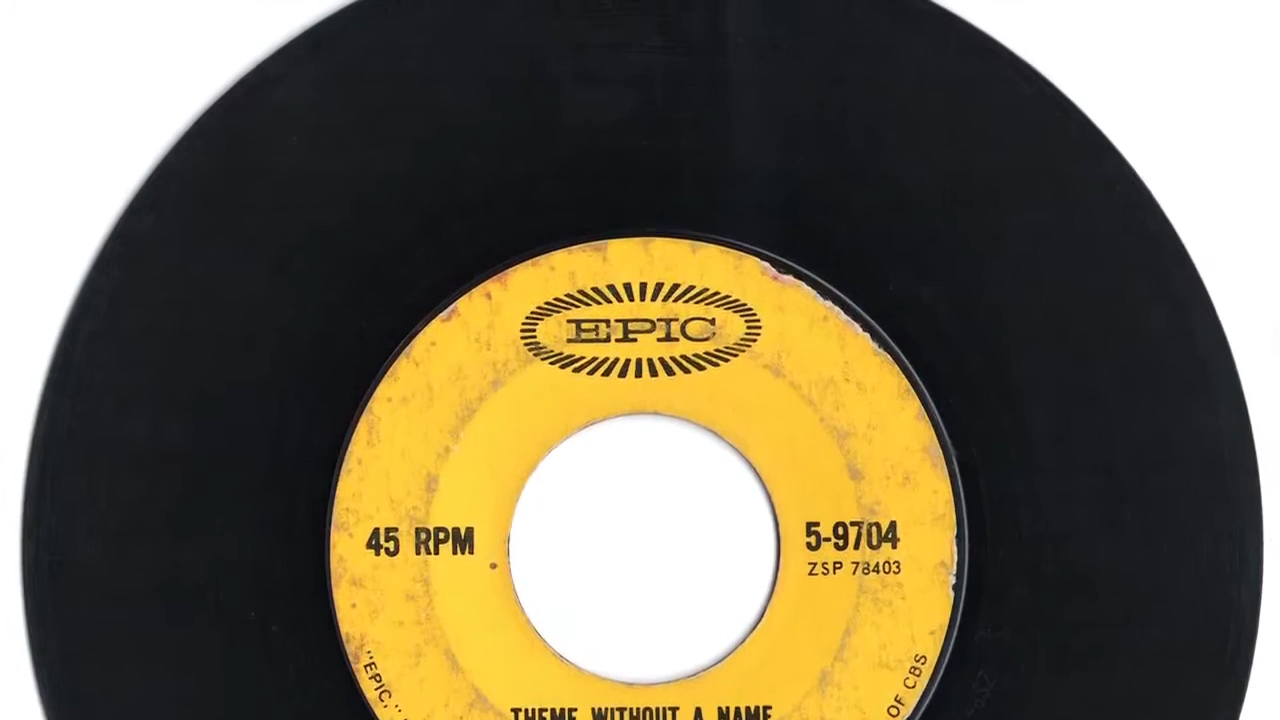 EPIC
45 RPM
5-9704
ZSP 78403
"EPIC,"
OF CBS
THEME WITHOUT A NAME